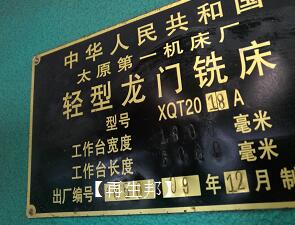 中华人民共和国
太原第一机床厂
轻型龙门铣床
型号 XQT2018A
工作台宽度 1800 毫米
工作台长度 毫米
出厂编号 09年12月 制
【再生邦】